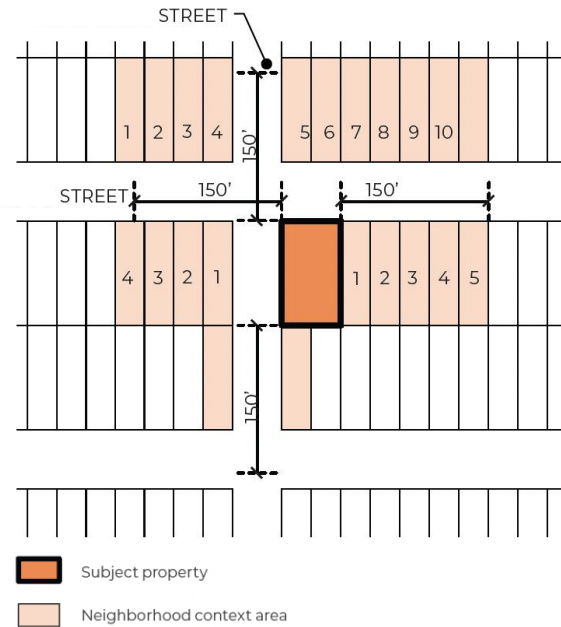 STREET
1 2 3 4 5 6 7 8 9 10
150'
STREET 150' 150'
4 3 2 1 1 2 3 4 5
150'
Subject property
Neighborhood context area